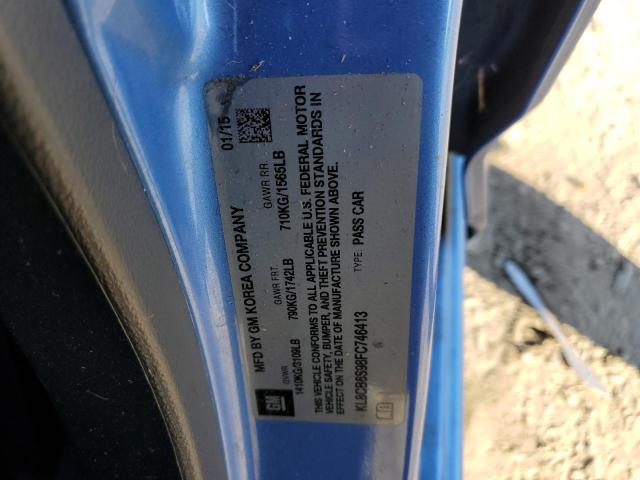 MFD BY GM KOREA COMPANY 01/15
GM
GVWR GAWR FRT. GAWR RR.
1410KG/3109LB 790KG/1742LB 710KG/1565LB
THIS VEHICLE CONFORMS TO ALL APPLICABLE U.S. FEDERAL MOTOR
VEHICLE SAFETY, BUMPER, AND THEFT PREVENTION STANDARDS IN
EFFECT ON THE DATE OF MANUFACTURE SHOWN ABOVE.
KL8CB6S98FC746413 TYPE: PASS CAR